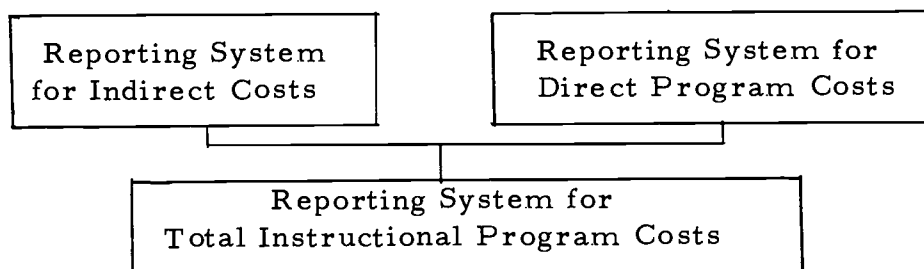 Reporting System
for Indirect Costs
Reporting System for
Direct Program Costs
Reporting System for
Total Instructional Program Costs